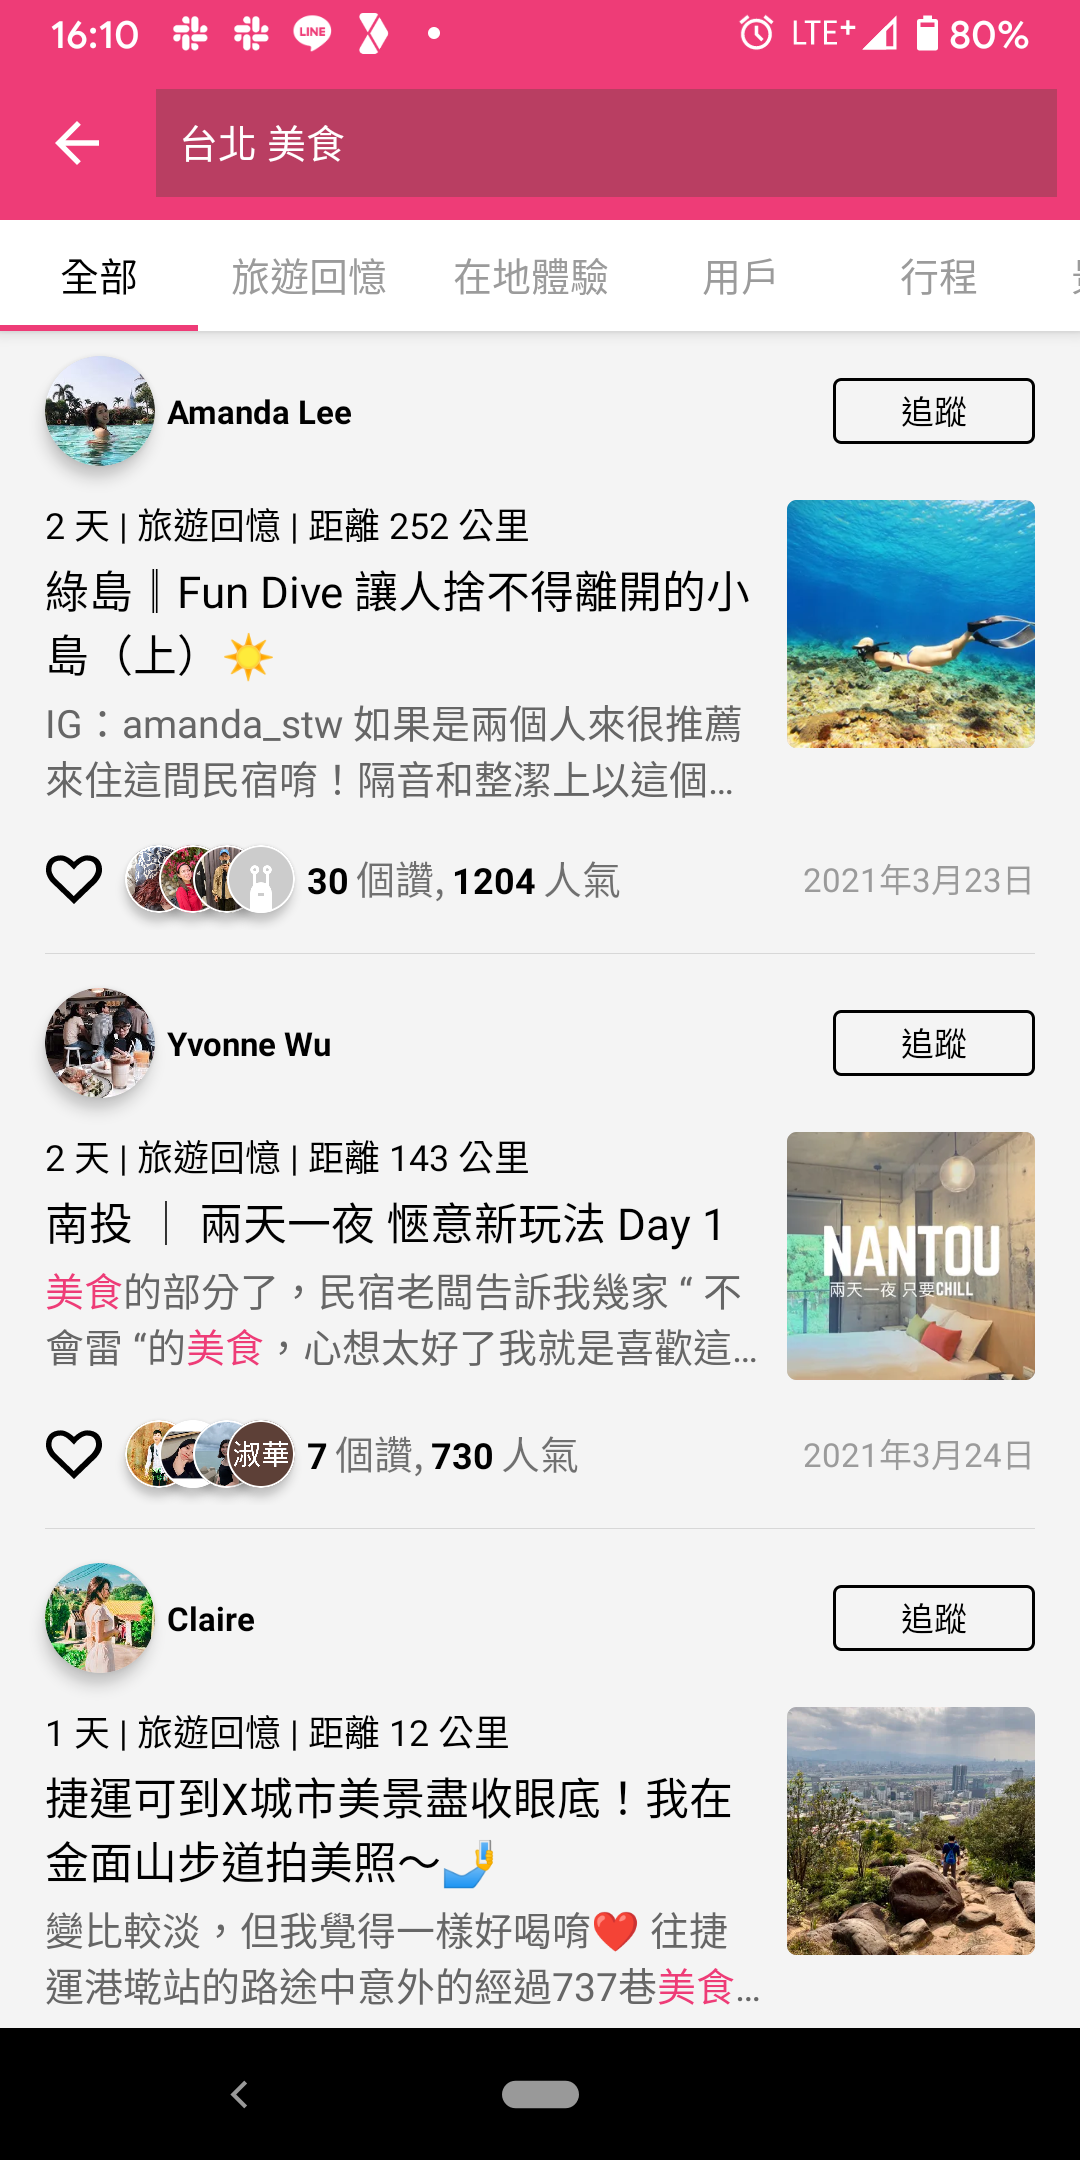 16:10 LINE LTE+ 80%
台北 美食
全部 旅遊回憶 在地體驗 用戶 行程
Amanda Lee 追蹤
2 天 | 旅遊回憶 | 距離 252 公里
綠島‖Fun Dive 讓人捨不得離開的小
島（上）☀️
IG：amanda_stw 如果是兩個人來很推薦
來住這間民宿唷！隔音和整潔上以這個...
30 個讚, 1204 人氣 2021年3月23日
Yvonne Wu 追蹤
2 天 | 旅遊回憶 | 距離 143 公里
南投 ｜ 兩天一夜 愜意新玩法 Day 1
美食的部分了，民宿老闆告訴我幾家 “ 不
會雷 “的美食，心想太好了我就是喜歡這...
NANTOU
兩天一夜 只要CHILL
淑華 7 個讚, 730 人氣 2021年3月24日
Claire 追蹤
1 天 | 旅遊回憶 | 距離 12 公里
捷運可到X城市美景盡收眼底！我在
金面山步道拍美照～🤳
變比較淡，但我覺得一樣好喝唷❤️ 往捷
運港墘站的路途中意外的經過737巷美食...